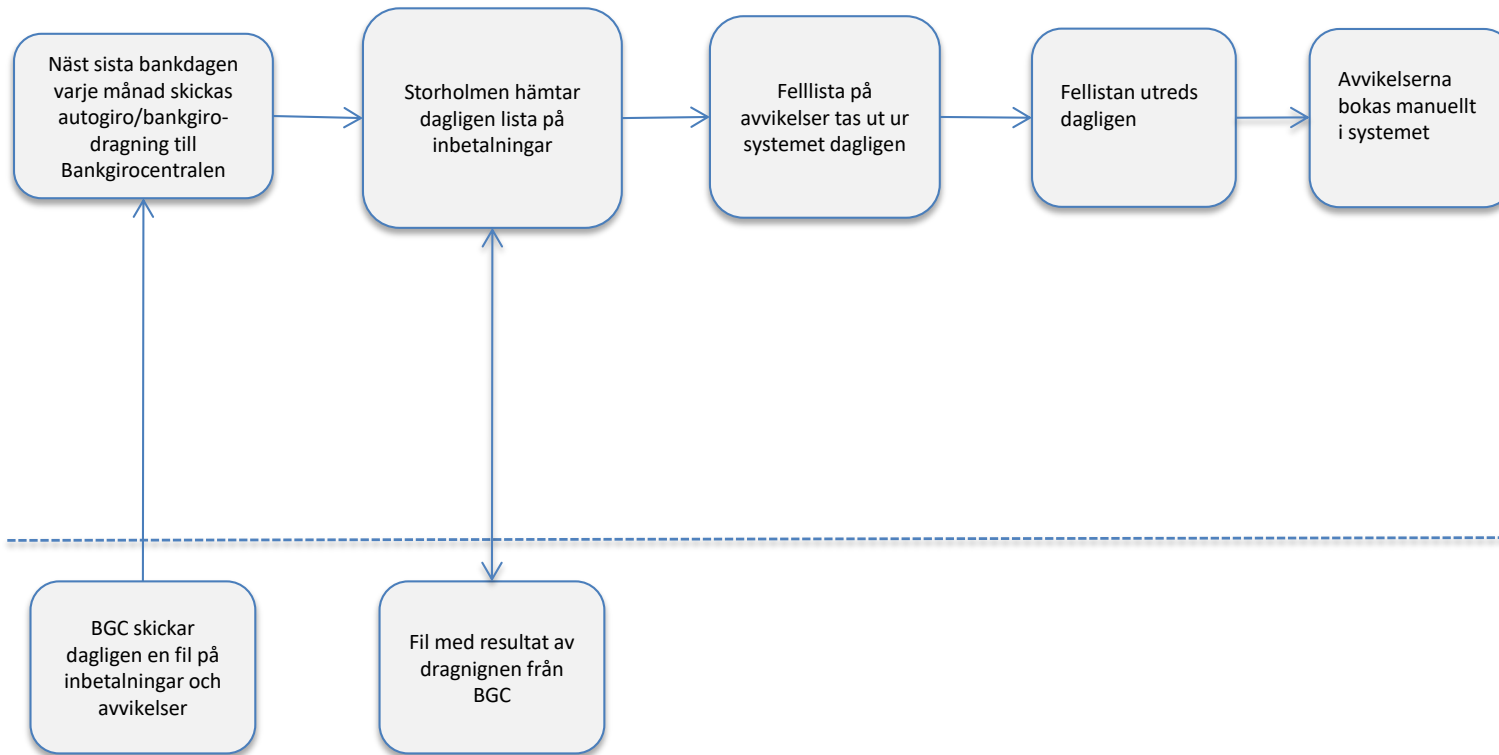 Näst sista bankdagen
varje månad skickas
autogiro/bankgiro-
dragning till
Bankgirocentralen
Storholmen hämtar
dagligen lista på
inbetalningar
Felllista på
avvikelser tas ut ur
systemet dagligen
Fellistan utreds
dagligen
Avvikelserna
bokas manuellt
i systemet
BGC skickar
dagligen en fil på
inbetalningar och
avvikelser
Fil med resultat av
dragnignen från
BGC